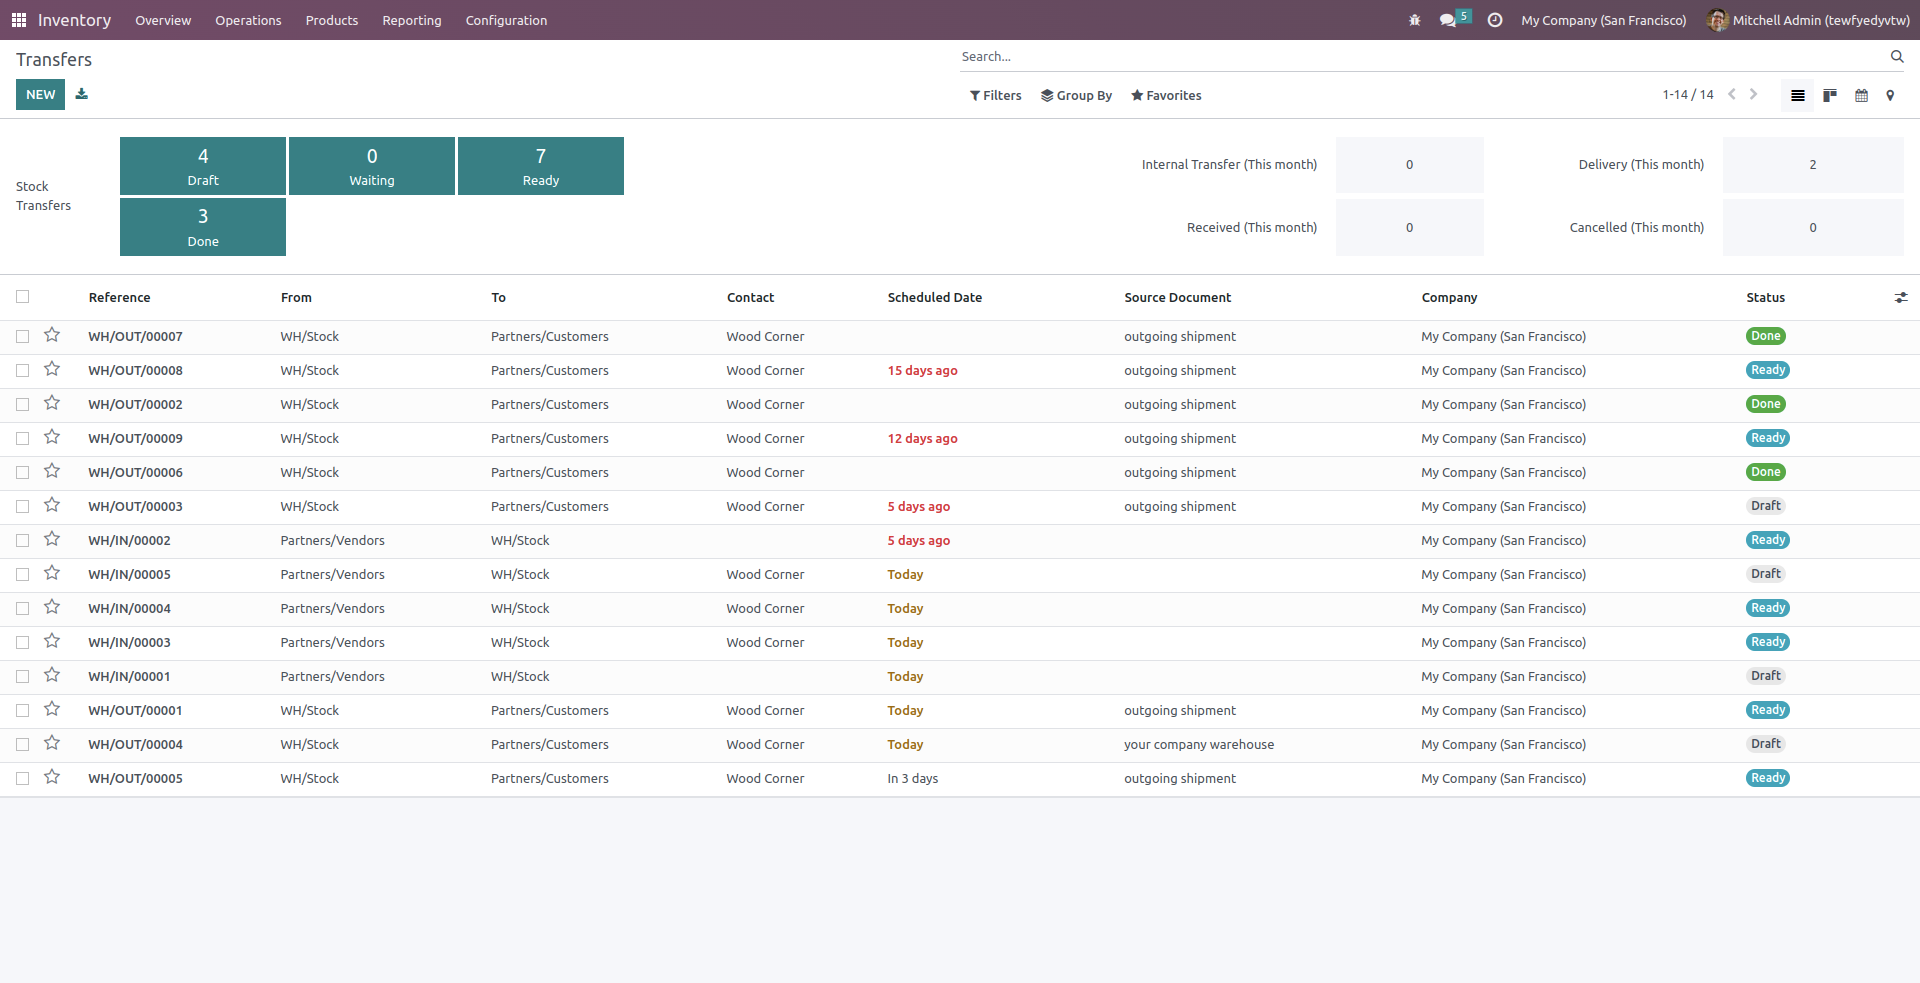 Inventory Overview Operations Products Reporting Configuration 5 My Company (San Francisco) Mitchell Admin (tewfyedyvtw)
Transfers Search...
NEW Filters Group By Favorites 1-14 / 14
Stock Transfers
4 Draft
0 Waiting
7 Ready
3 Done
Internal Transfer (This month) 0 Delivery (This month) 2
Received (This month) 0 Cancelled (This month) 0
Reference From To Contact Scheduled Date Source Document Company Status
WH/OUT/00007 WH/Stock Partners/Customers Wood Corner outgoing shipment My Company (San Francisco) Done
WH/OUT/00008 WH/Stock Partners/Customers Wood Corner 15 days ago outgoing shipment My Company (San Francisco) Ready
WH/OUT/00002 WH/Stock Partners/Customers Wood Corner outgoing shipment My Company (San Francisco) Done
WH/OUT/00009 WH/Stock Partners/Customers Wood Corner 12 days ago outgoing shipment My Company (San Francisco) Ready
WH/OUT/00006 WH/Stock Partners/Customers Wood Corner outgoing shipment My Company (San Francisco) Done
WH/OUT/00003 WH/Stock Partners/Customers Wood Corner 5 days ago outgoing shipment My Company (San Francisco) Draft
WH/IN/00002 Partners/Vendors WH/Stock 5 days ago My Company (San Francisco) Ready
WH/IN/00005 Partners/Vendors WH/Stock Wood Corner Today My Company (San Francisco) Draft
WH/IN/00004 Partners/Vendors WH/Stock Wood Corner Today My Company (San Francisco) Ready
WH/IN/00003 Partners/Vendors WH/Stock Wood Corner Today My Company (San Francisco) Ready
WH/IN/00001 Partners/Vendors WH/Stock Today My Company (San Francisco) Draft
WH/OUT/00001 WH/Stock Partners/Customers Wood Corner Today outgoing shipment My Company (San Francisco) Ready
WH/OUT/00004 WH/Stock Partners/Customers Wood Corner Today your company warehouse My Company (San Francisco) Draft
WH/OUT/00005 WH/Stock Partners/Customers Wood Corner In 3 days outgoing shipment My Company (San Francisco) Ready